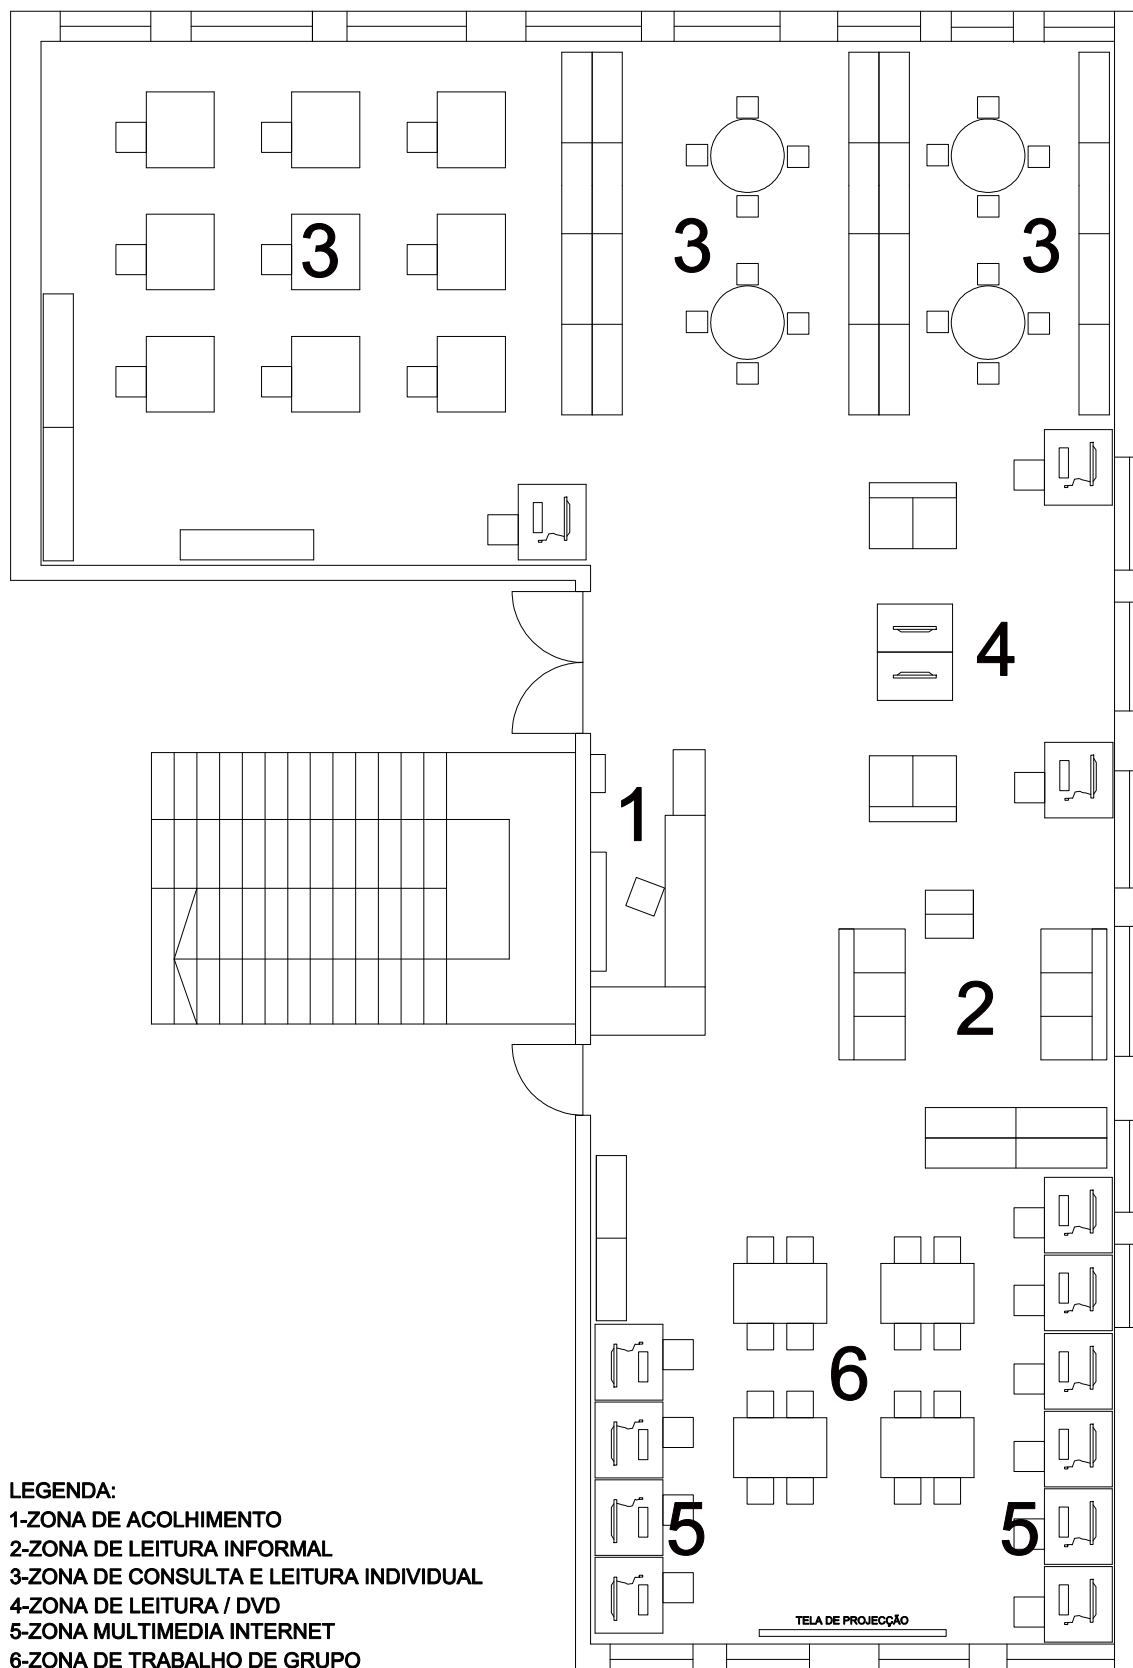 3
3
3
4
1
2
6
5
5
TELA DE PROJECÇÃO
LEGENDA:
1-ZONA DE ACOLHIMENTO
2-ZONA DE LEITURA INFORMAL
3-ZONA DE CONSULTA E LEITURA INDIVIDUAL
4-ZONA DE LEITURA / DVD
5-ZONA MULTIMEDIA INTERNET
6-ZONA DE TRABALHO DE GRUPO